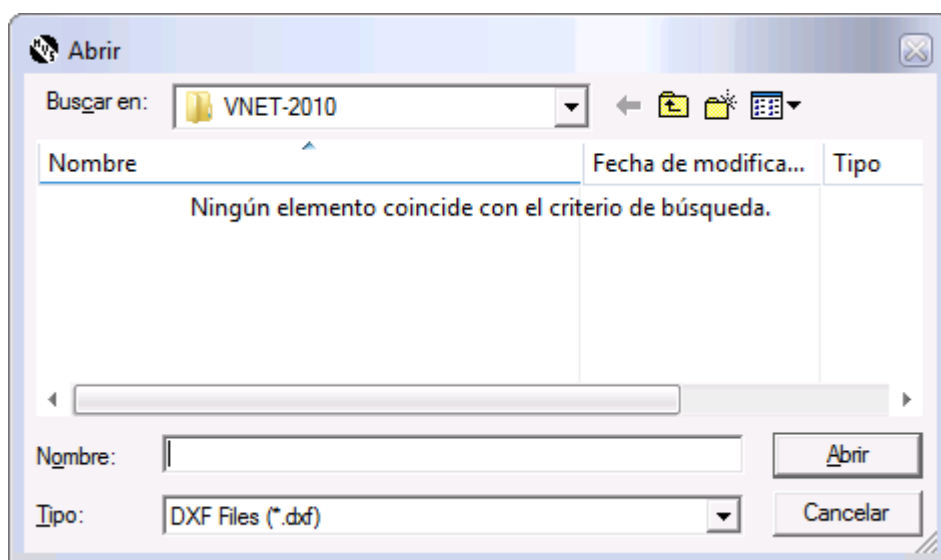 Abrir
Buscar en: VNET-2010
Nombre Fecha de modifica... Tipo
Ningún elemento coincide con el criterio de búsqueda.
Nombre: Abrir
Tipo: DXF Files (*.dxf) Cancelar